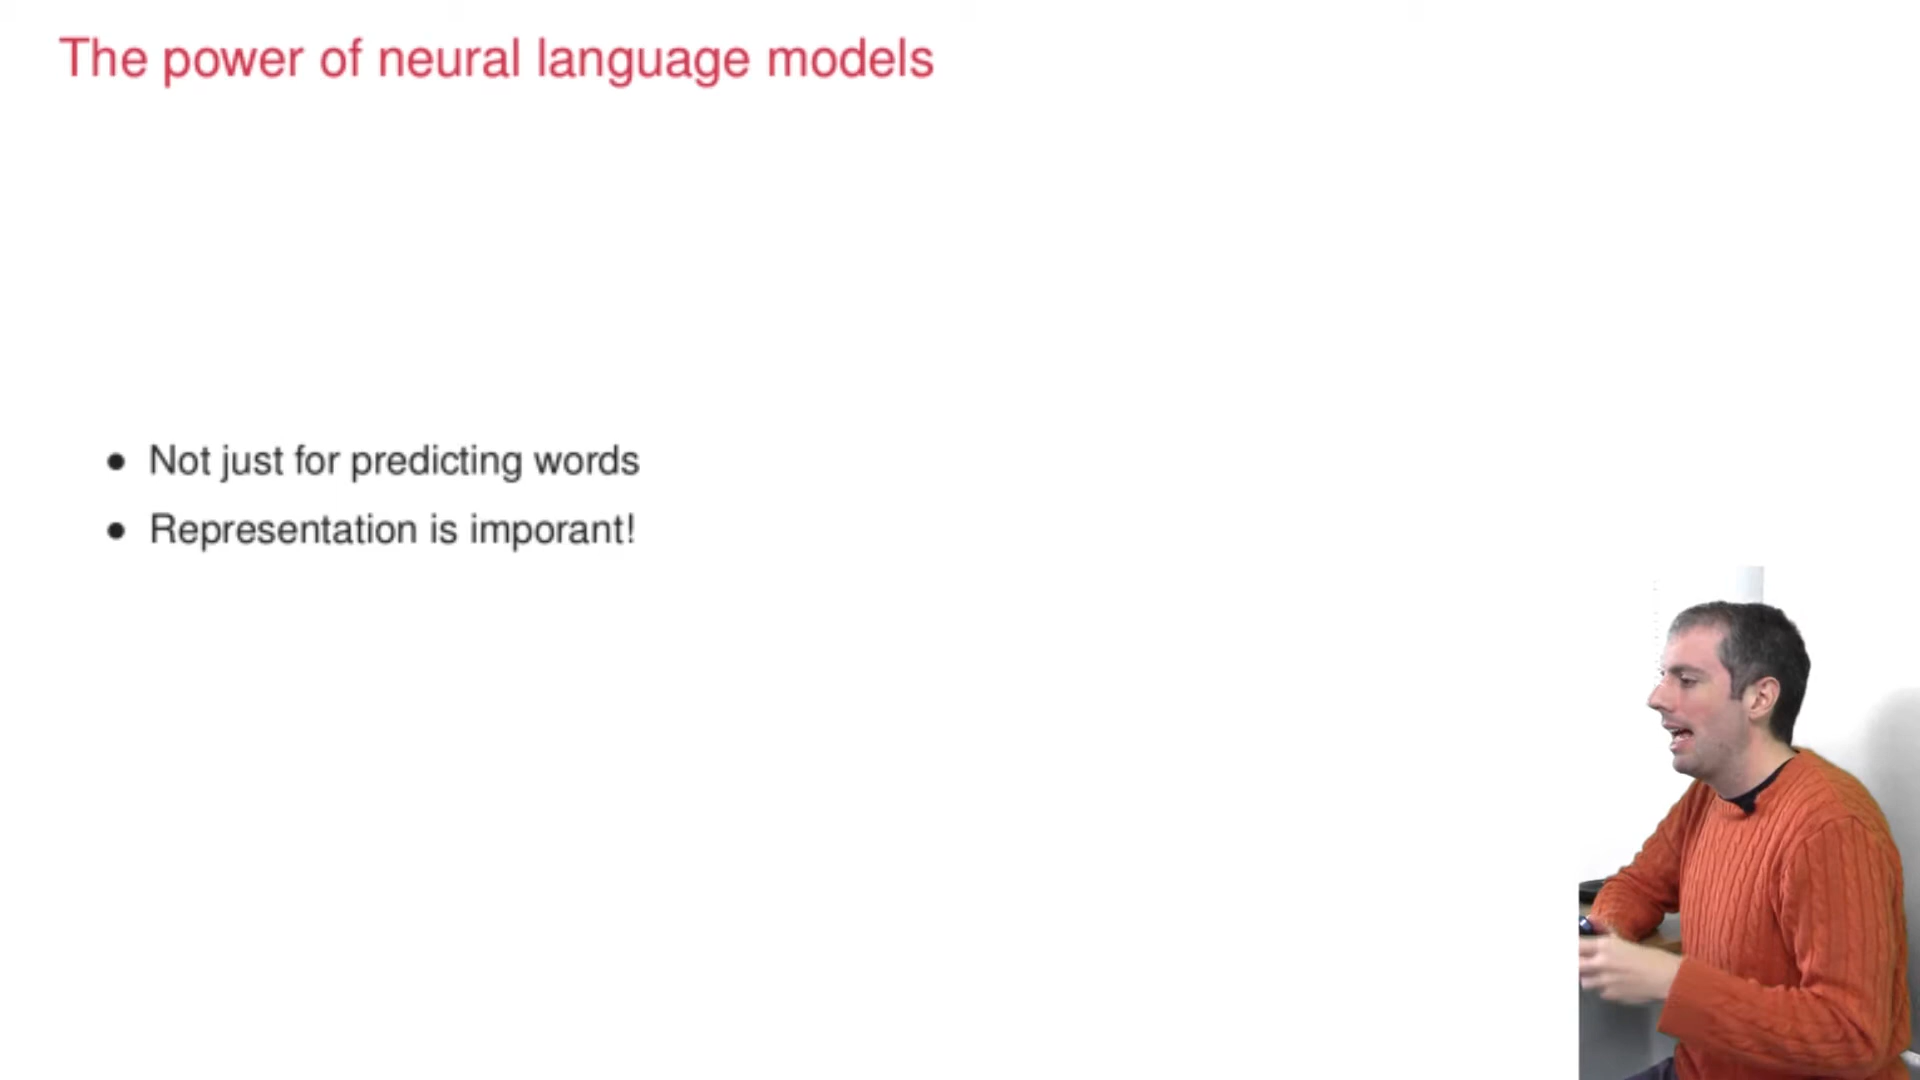 The power of neural language models
• Not just for predicting words
• Representation is imporant!